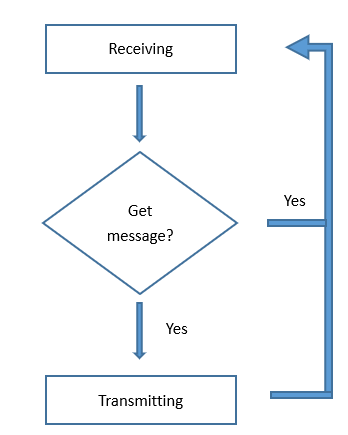 Receiving
Get
message?
Yes
Yes
Transmitting